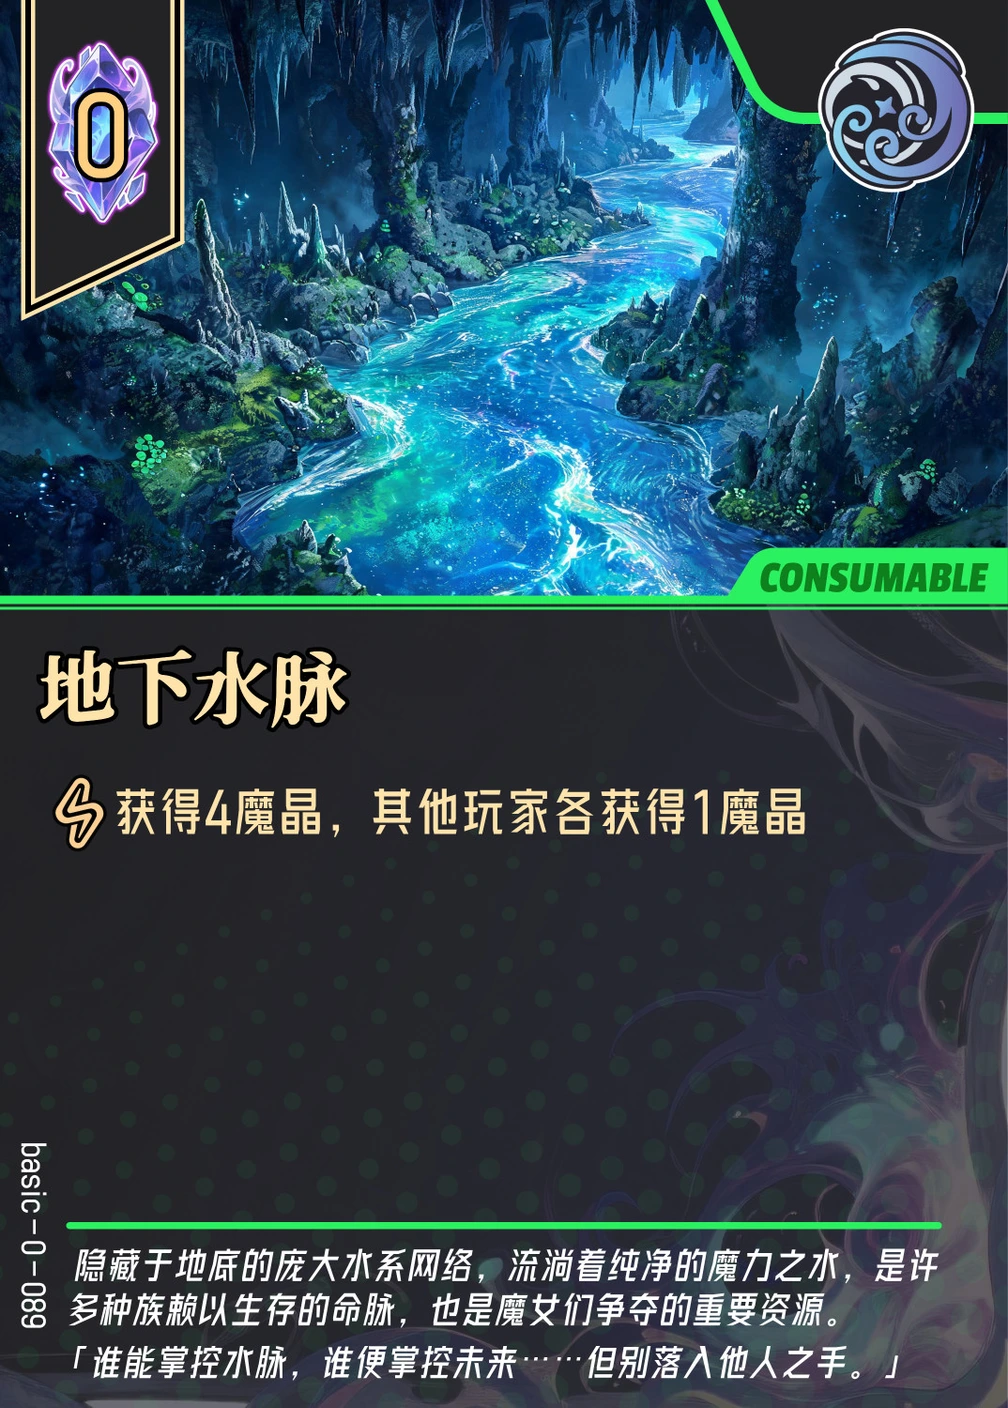 0
CONSUMABLE
地下水脉
获得4魔晶，其他玩家各获得1魔晶
basic-0-089
隐藏于地底的庞大水系网络，流淌着纯净的魔力之水，是许
多种族赖以生存的命脉，也是魔女们争夺的重要资源。
「谁能掌控水脉，谁便掌控未来……但别落入他人之手。」